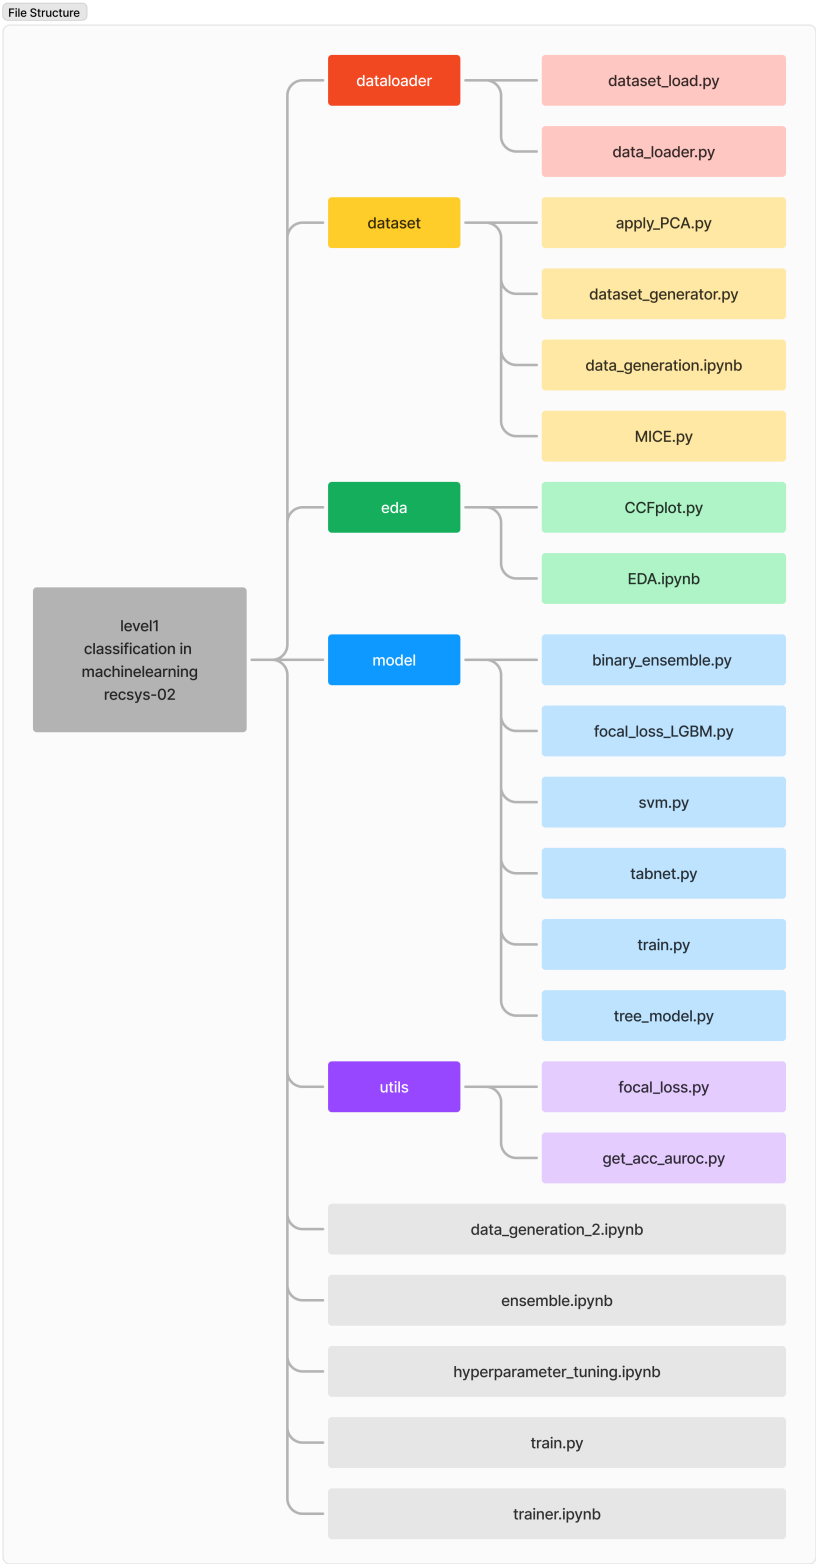 File Structure
dataloader
dataset_load.py
data_loader.py
dataset
apply_PCA.py
dataset_generator.py
data_generation.ipynb
MICE.py
eda
CCFplot.py
EDA.ipynb
level1
classification in
machinelearning
recsys-02
model
binary_ensemble.py
focal_loss_LGBM.py
svm.py
tabnet.py
train.py
tree_model.py
utils
focal_loss.py
get_acc_auroc.py
data_generation_2.ipynb
ensemble.ipynb
hyperparameter_tuning.ipynb
train.py
trainer.ipynb